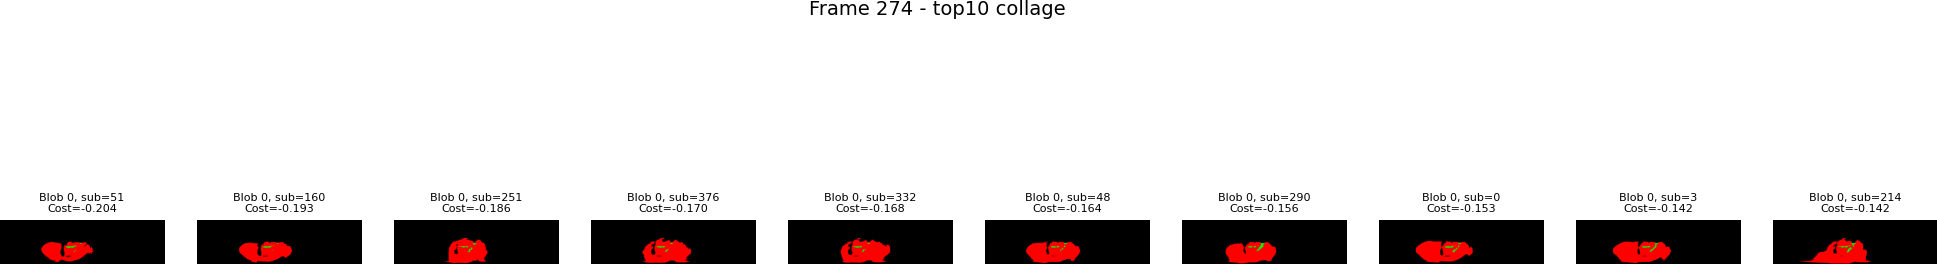 Frame 274 - top10 collage
Blob 0, sub=51
Cost=-0.204
Blob 0, sub=160
Cost=-0.193
Blob 0, sub=251
Cost=-0.186
Blob 0, sub=376
Cost=-0.170
Blob 0, sub=332
Cost=-0.168
Blob 0, sub=48
Cost=-0.164
Blob 0, sub=290
Cost=-0.156
Blob 0, sub=0
Cost=-0.153
Blob 0, sub=3
Cost=-0.142
Blob 0, sub=214
Cost=-0.142